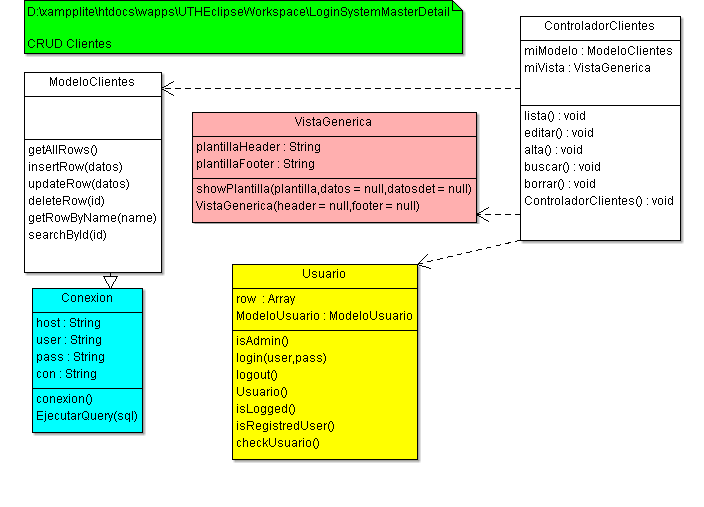 D:\xampplite\htdocs\wapps\UTHEclipseWorkspace\LoginSystemMasterDetail
CRUD Clientes
ControladorClientes
miModelo : ModeloClientes
miVista : VistaGenerica
lista() : void
editar() : void
alta() : void
buscar() : void
borrar() : void
ControladorClientes() : void
ModeloClientes
getAllRows()
insertRow(datos)
updateRow(datos)
deleteRow(id)
getRowByName(name)
searchById(id)
VistaGenerica
plantillaHeader : String
plantillaFooter : String
showPlantilla(plantilla,datos = null,datosdet = null)
VistaGenerica(header = null,footer = null)
Conexion
host : String
user : String
pass : String
con : String
conexion()
EjecutarQuery(sql)
Usuario
row : Array
ModeloUsuario : ModeloUsuario
isAdmin()
login(user,pass)
logout()
Usuario()
isLogged()
isRegistredUser()
checkUsuario()